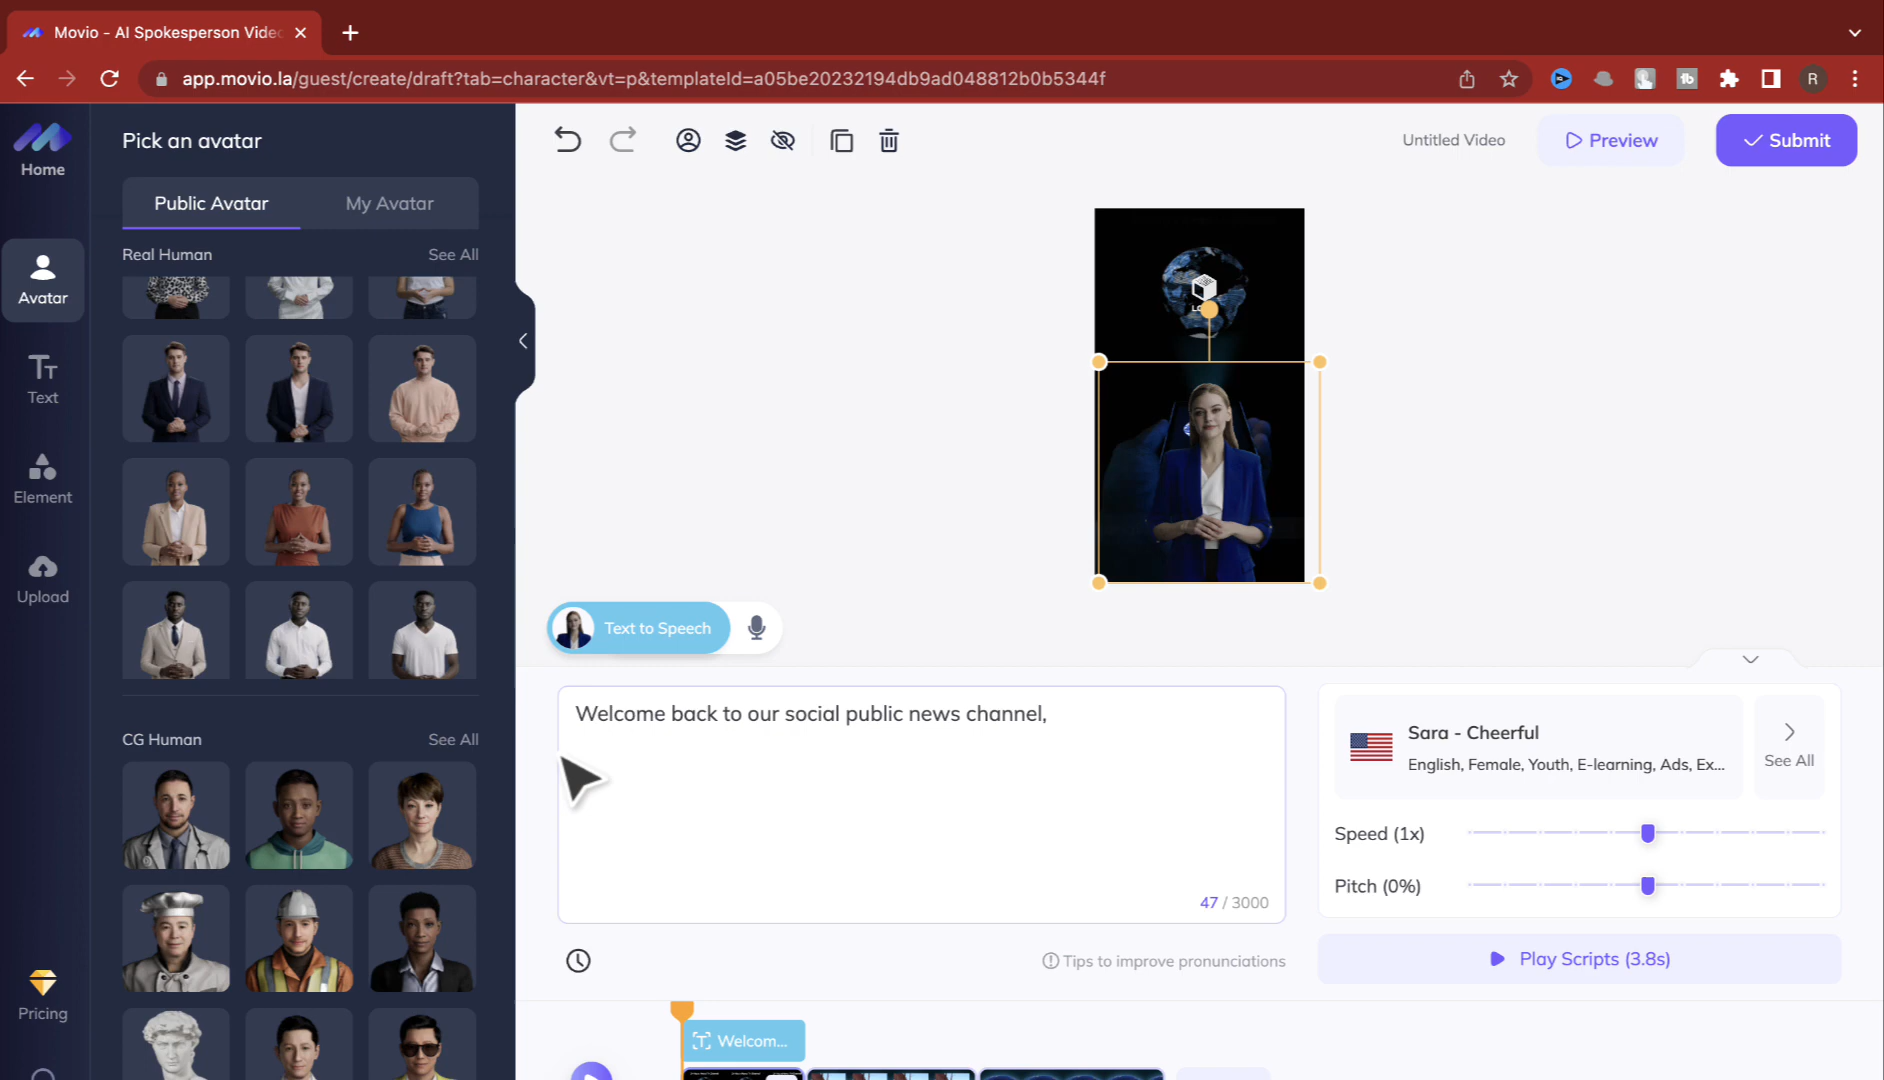 Movio - AI Spokesperson Video
app.movio.la/guest/create/draft?tab=character&vt=p&templateId=a05be20232194db9ad048812b0b5344f
R
Home
Avatar
Text
Element
Upload
Pricing
Pick an avatar
Public Avatar
My Avatar
Real Human
See All
CG Human
See All
Untitled Video
Preview
Submit
Text to Speech
Welcome back to our social public news channel,
47 / 3000
Tips to improve pronunciations
Sara - Cheerful
English, Female, Youth, E-learning, Ads, Ex...
See All
Speed (1x)
Pitch (0%)
Play Scripts (3.8s)
Welcom...